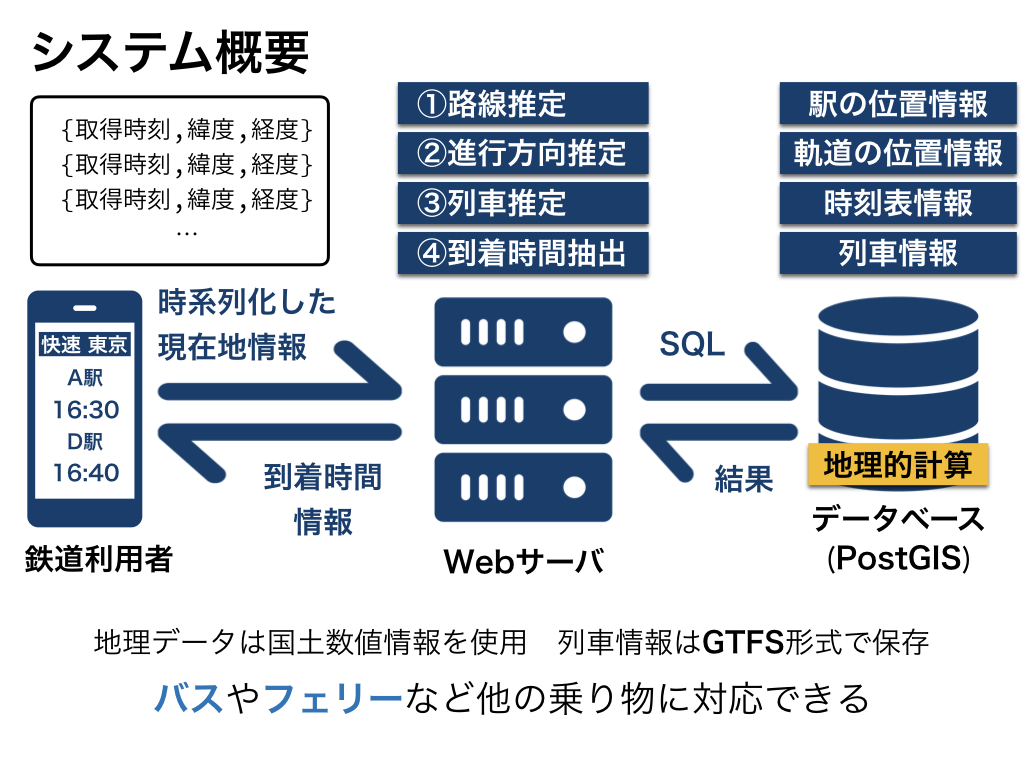 システム概要
{取得時刻,緯度,経度}
{取得時刻,緯度,経度}
{取得時刻,緯度,経度}
…
①路線推定
②進行方向推定
③列車推定
④到着時間抽出
駅の位置情報
軌道の位置情報
時刻表情報
列車情報
快速 東京
A駅
16:30
D駅
16:40
時系列化した
現在地情報
到着時間
情報
SQL
結果
地理的計算
鉄道利用者
Webサーバ
データベース
(PostGIS)
地理データは国土数値情報を使用　列車情報はGTFS形式で保存
バスやフェリーなど他の乗り物に対応できる